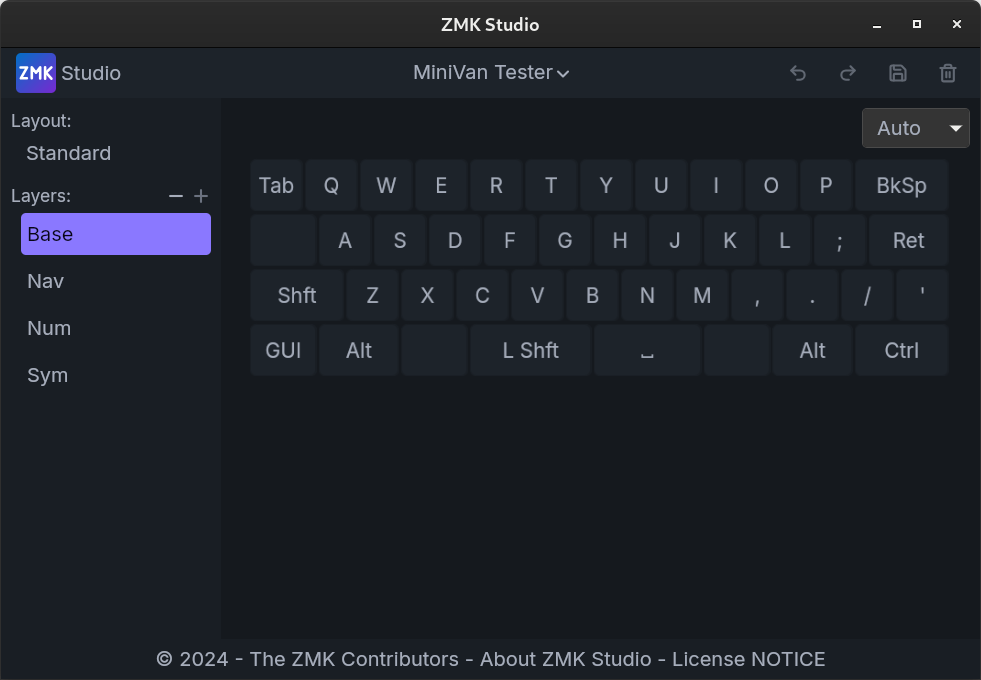 ZMK Studio
ZMK Studio
MiniVan Tester
Layout:
Auto
Standard
Layers:
Base
Nav
Num
Sym
Tab Q W E R T Y U I O P BkSp
A S D F G H J K L ; Ret
Shft Z X C V B N M , . / '
GUI Alt L Shft ⎵ Alt Ctrl
© 2024 - The ZMK Contributors - About ZMK Studio - License NOTICE